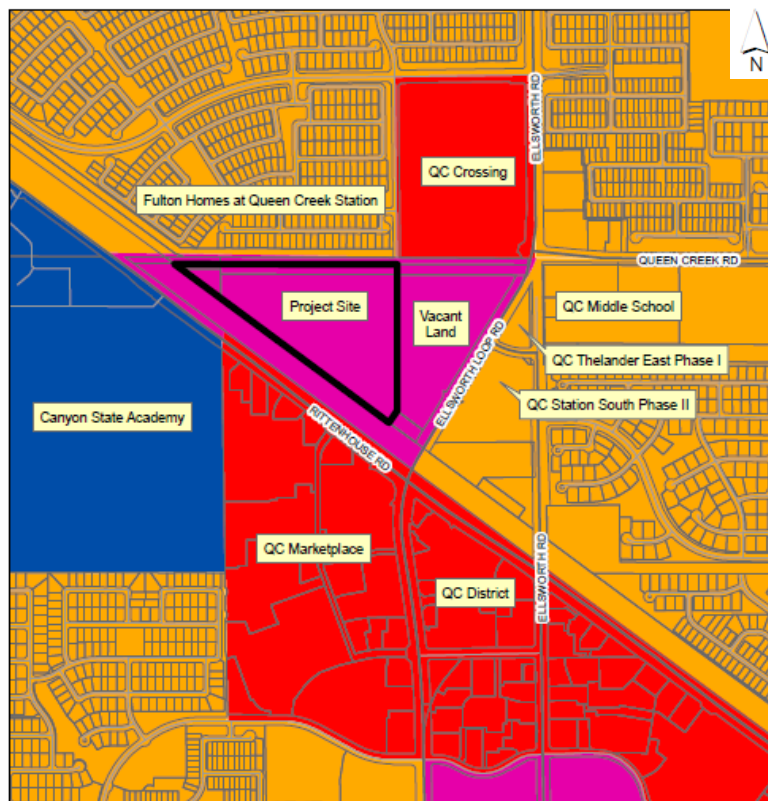 N
ELLSWORTH RD
QC Crossing
Fulton Homes at Queen Creek Station
QUEEN CREEK RD
Project Site
Vacant
Land
QC Middle School
ELLSWORTH LOOP RD
QC Thelander East Phase I
QC Station South Phase II
Canyon State Academy
RITTENHOUSE RD
QC Marketplace
ELLSWORTH RD
QC District